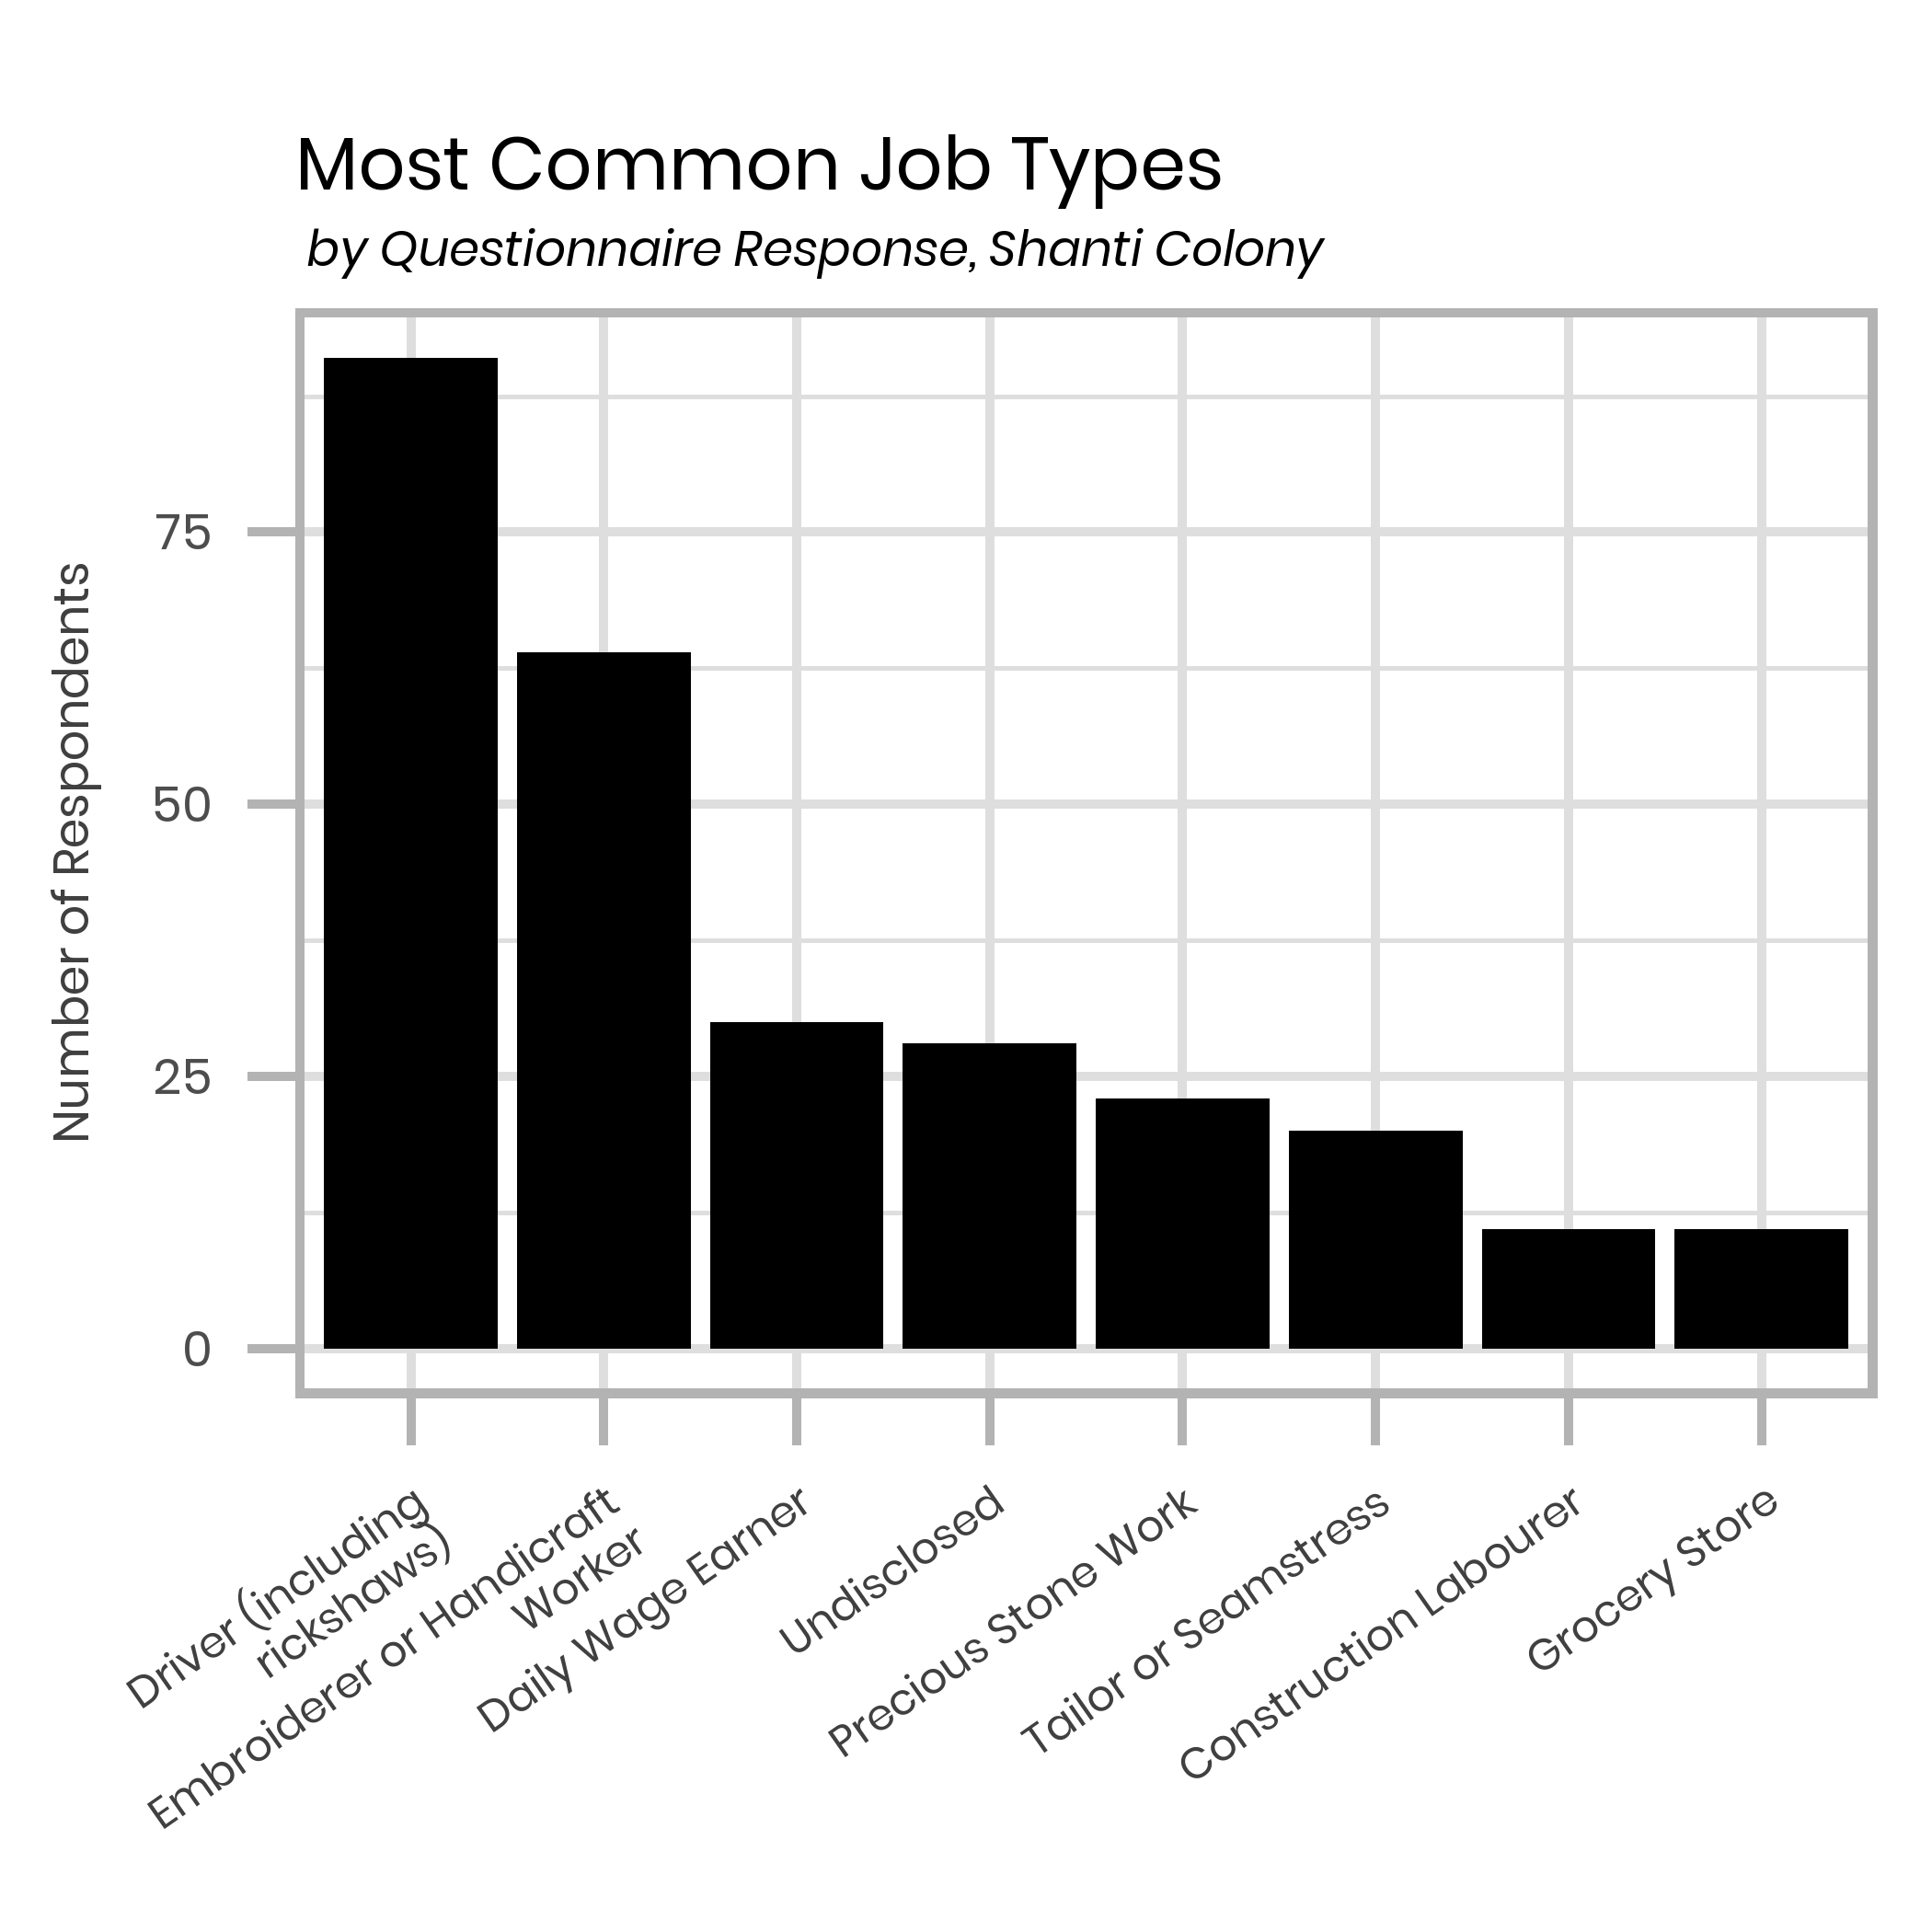 Most Common Job Types
by Questionnaire Response, Shanti Colony
Number of Respondents
75
50
25
0
Driver (including
rickshaws)
Embroiderer or Handicraft
Worker
Daily Wage Earner
Undisclosed
Precious Stone Work
Tailor or Seamstress
Construction Labourer
Grocery Store